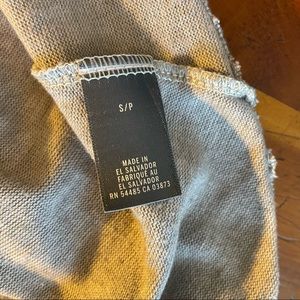 S/P
MADE IN
EL SALVADOR
FABRIQUÉ AU
EL SALVADOR
RN 54485 CA 03873